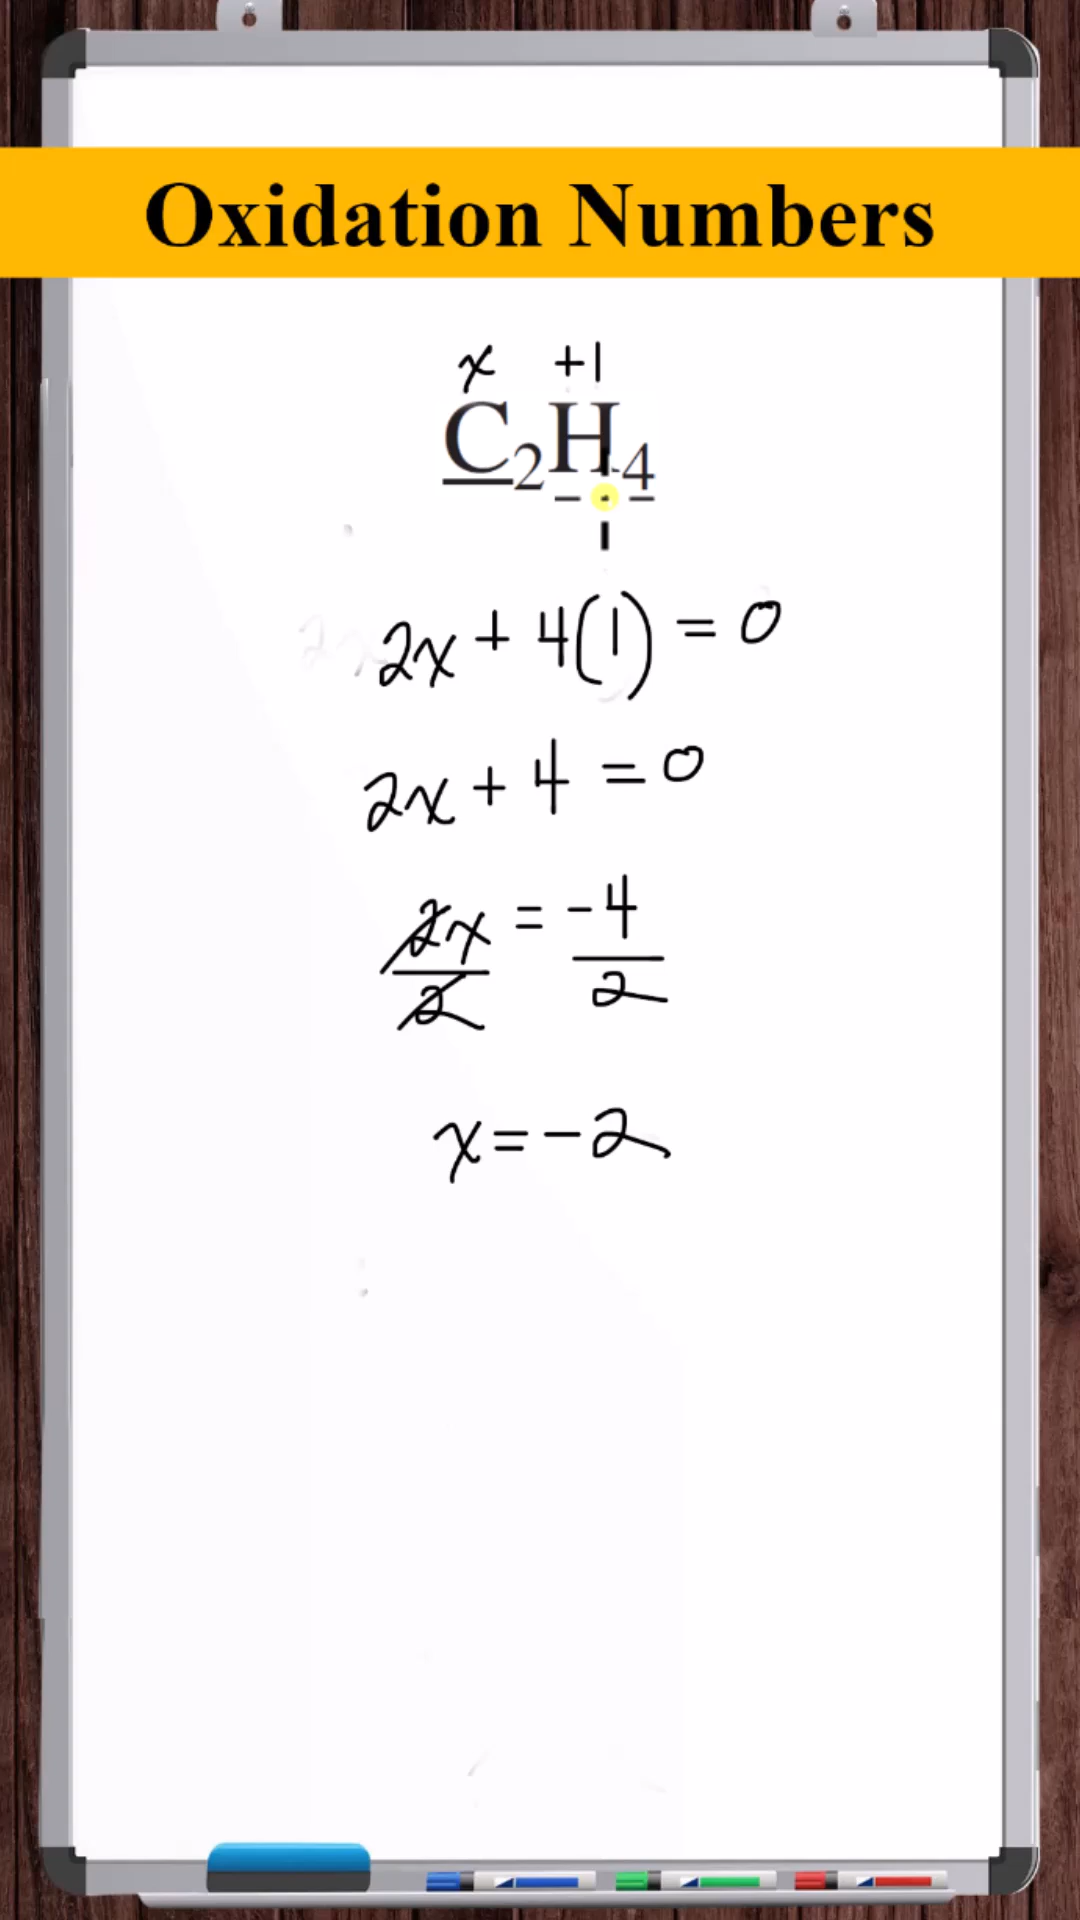 Oxidation Numbers
x +1
C₂H₄
2x + 4(1) = 0
2x + 4 = 0
2x = -4
2 2
x = -2